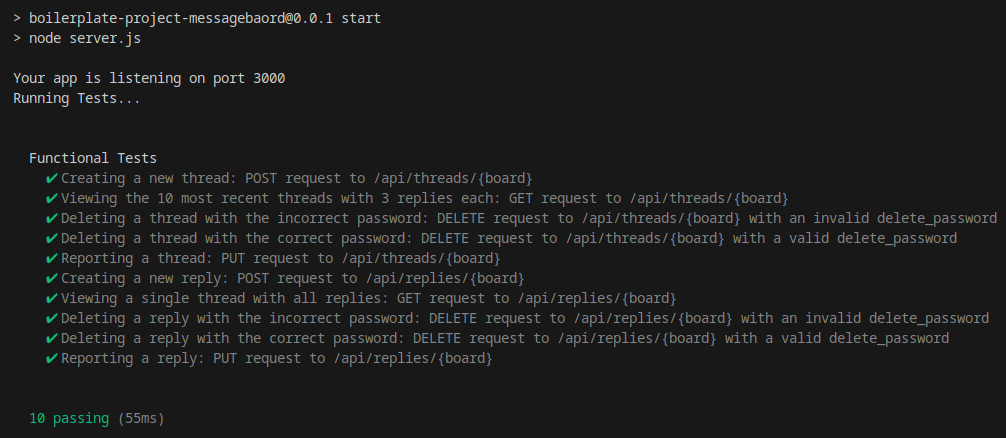 > boilerplate-project-messagebaord@0.0.1 start
> node server.js
Your app is listening on port 3000
Running Tests...
Functional Tests
✔ Creating a new thread: POST request to /api/threads/{board}
✔ Viewing the 10 most recent threads with 3 replies each: GET request to /api/threads/{board}
✔ Deleting a thread with the incorrect password: DELETE request to /api/threads/{board} with an invalid delete_password
✔ Deleting a thread with the correct password: DELETE request to /api/threads/{board} with a valid delete_password
✔ Reporting a thread: PUT request to /api/threads/{board}
✔ Creating a new reply: POST request to /api/replies/{board}
✔ Viewing a single thread with all replies: GET request to /api/replies/{board}
✔ Deleting a reply with the incorrect password: DELETE request to /api/replies/{board} with an invalid delete_password
✔ Deleting a reply with the correct password: DELETE request to /api/replies/{board} with a valid delete_password
✔ Reporting a reply: PUT request to /api/replies/{board}
10 passing (55ms)